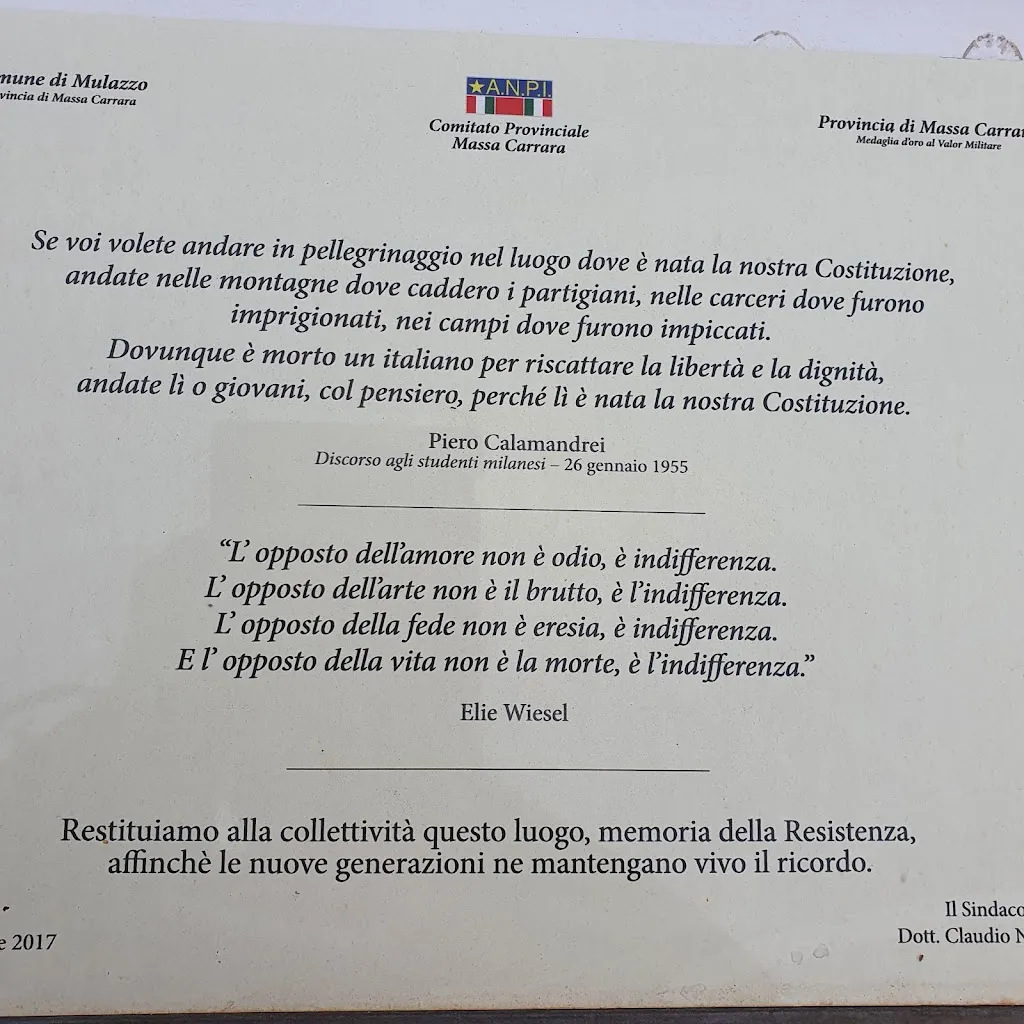 mune di Mulazzo
vincia di Massa Carrara
A.N.P.I.
Comitato Provinciale
Massa Carrara
Provincia di Massa Carrar
Medaglia d'oro al Valor Militare
Se voi volete andare in pellegrinaggio nel luogo dove è nata la nostra Costituzione,
andate nelle montagne dove caddero i partigiani, nelle carceri dove furono
imprigionati, nei campi dove furono impiccati.
Dovunque è morto un italiano per riscattare la libertà e la dignità,
andate lì o giovani, col pensiero, perché lì è nata la nostra Costituzione.
Piero Calamandrei
Discorso agli studenti milanesi – 26 gennaio 1955
“L’ opposto dell’amore non è odio, è indifferenza.
L’ opposto dell’arte non è il brutto, è l’indifferenza.
L’ opposto della fede non è eresia, è indifferenza.
E l’ opposto della vita non è la morte, è l’indifferenza.”
Elie Wiesel
Restituiamo alla collettività questo luogo, memoria della Resistenza,
affinchè le nuove generazioni ne mantengano vivo il ricordo.
e 2017
Il Sindaco
Dott. Claudio N